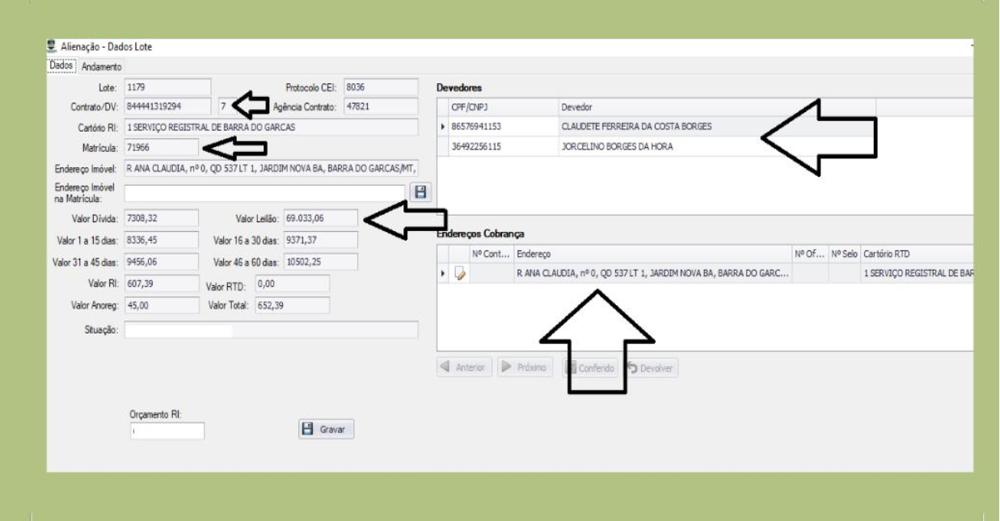 Alienação - Dados Lote
Dados Andamento
Lote: 1179 Protocolo CEI: 8036
Contrato/DV: 844441319294 7 Agência Contrato: 47821
Cartório RI: 1 SERVIÇO REGISTRAL DE BARRA DO GARCAS
Matrícula: 71966
Endereço Imóvel: R ANA CLAUDIA, nº 0, QD 537 LT 1, JARDIM NOVA BA, BARRA DO GARCAS/MT,
Endereço Imóvel
na Matrícula:
Valor Dívida: 7308,32 Valor Leilão: 69.033,06
Valor 1 a 15 dias: 8336,45 Valor 16 a 30 dias: 9371,37
Valor 31 a 45 dias: 9456,06 Valor 46 a 60 dias: 10502,25
Valor RI: 607,39 Valor RTD: 0,00
Valor Anoreg: 45,00 Valor Total: 652,39
Situação:
Orçamento RI:
Gravar
Devedores
CPF/CNPJ Devedor
86576941153 CLAUDETE FERREIRA DA COSTA BORGES
36492256115 JORCELINO BORGES DA HORA
Endereços Cobrança
Nº Cont... Endereço Nº Of... Nº Selo Cartório RTD
R ANA CLAUDIA, nº 0, QD 537 LT 1, JARDIM NOVA BA, BARRA DO GARC... 1 SERVIÇO REGISTRAL DE BAR
Anterior Próximo Conferido Devolver